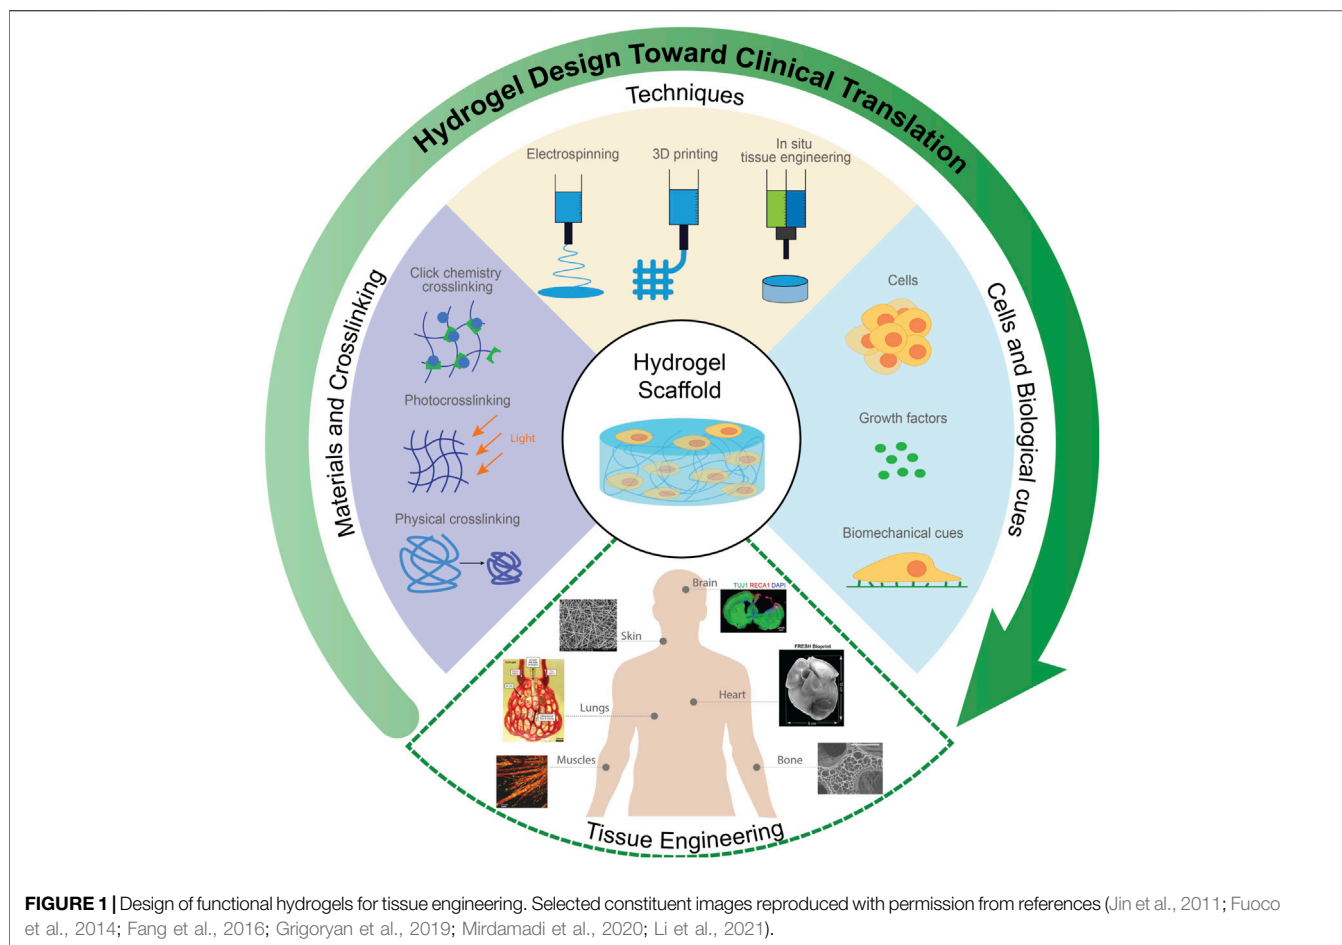 Hydrogel Design Toward Clinical Translation
Techniques
Electrospinning
3D printing
In situ
tissue engineering
Materials and Crosslinking
Click chemistry
crosslinking
Photocrosslinking
Light
Physical crosslinking
Hydrogel
Scaffold
Cells and Biological cues
Cells
Growth factors
Biomechanical cues
Brain
TUJ1 RECA1 DAPI
Skin
FRESH Bioprint
Heart
Lungs
Muscles
Bone
Tissue Engineering
FIGURE 1 | Design of functional hydrogels for tissue engineering. Selected constituent images reproduced with permission from references (Jin et al., 2011; Fuoco
et al., 2014; Fang et al., 2016; Grigoryan et al., 2019; Mirdamadi et al., 2020; Li et al., 2021).